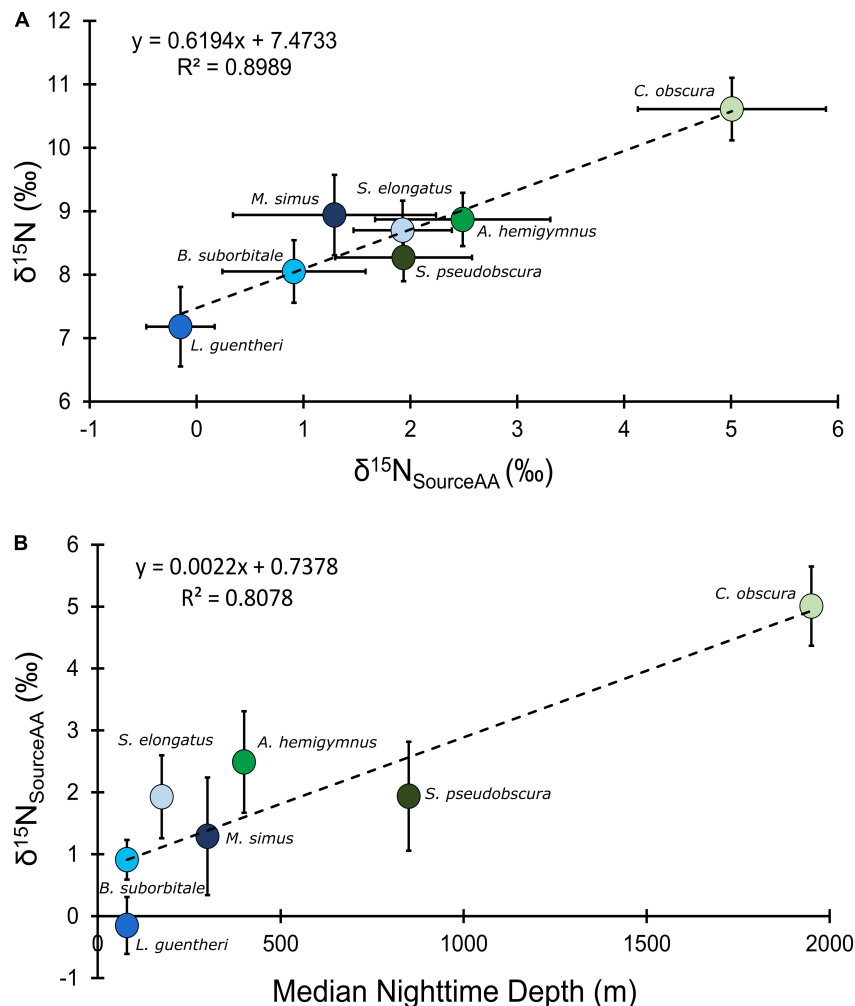 A
12
11
10
9
8
7
6
δ¹⁵N (‰)
y = 0.6194x + 7.4733
R² = 0.8989
C. obscura
S. elongatus
M. simus
A. hemigymnus
B. suborbitale
S. pseudobscura
L. guentheri
-1 0 1 2 3 4 5 6
δ¹⁵N_SourceAA (‰)
B
6
5
4
3
2
1
0
-1
δ¹⁵N_SourceAA (‰)
y = 0.0022x + 0.7378
R² = 0.8078
C. obscura
S. elongatus
A. hemigymnus
S. pseudobscura
M. simus
B. suborbitale
L. guentheri
0 500 1000 1500 2000
Median Nighttime Depth (m)